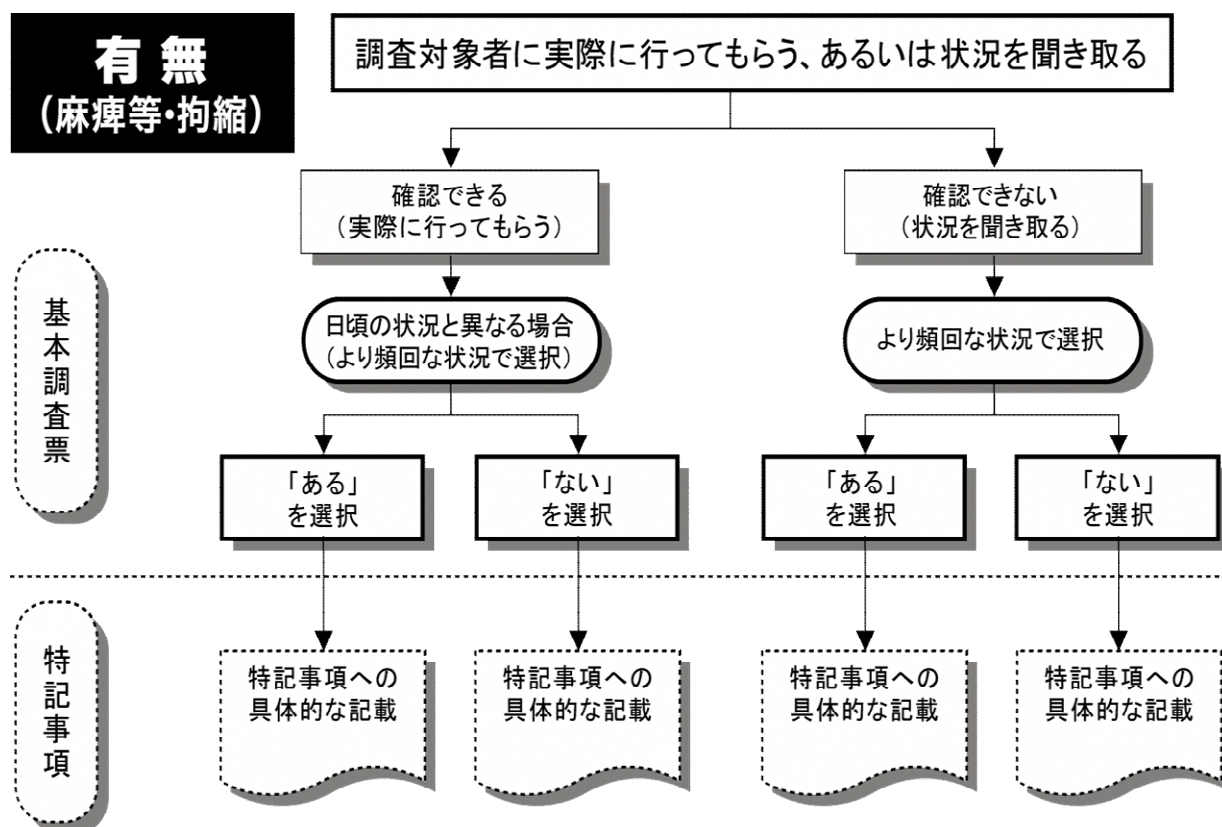 有無
（麻痺等・拘縮）
調査対象者に実際に行ってもらう、あるいは状況を聞き取る
確認できる
（実際に行ってもらう）
確認できない
（状況を聞き取る）
基本調査票
日頃の状況と異なる場合
（より頻回な状況で選択）
より頻回な状況で選択
「ある」
を選択
「ない」
を選択
「ある」
を選択
「ない」
を選択
特記事項
特記事項への
具体的な記載
特記事項への
具体的な記載
特記事項への
具体的な記載
特記事項への
具体的な記載